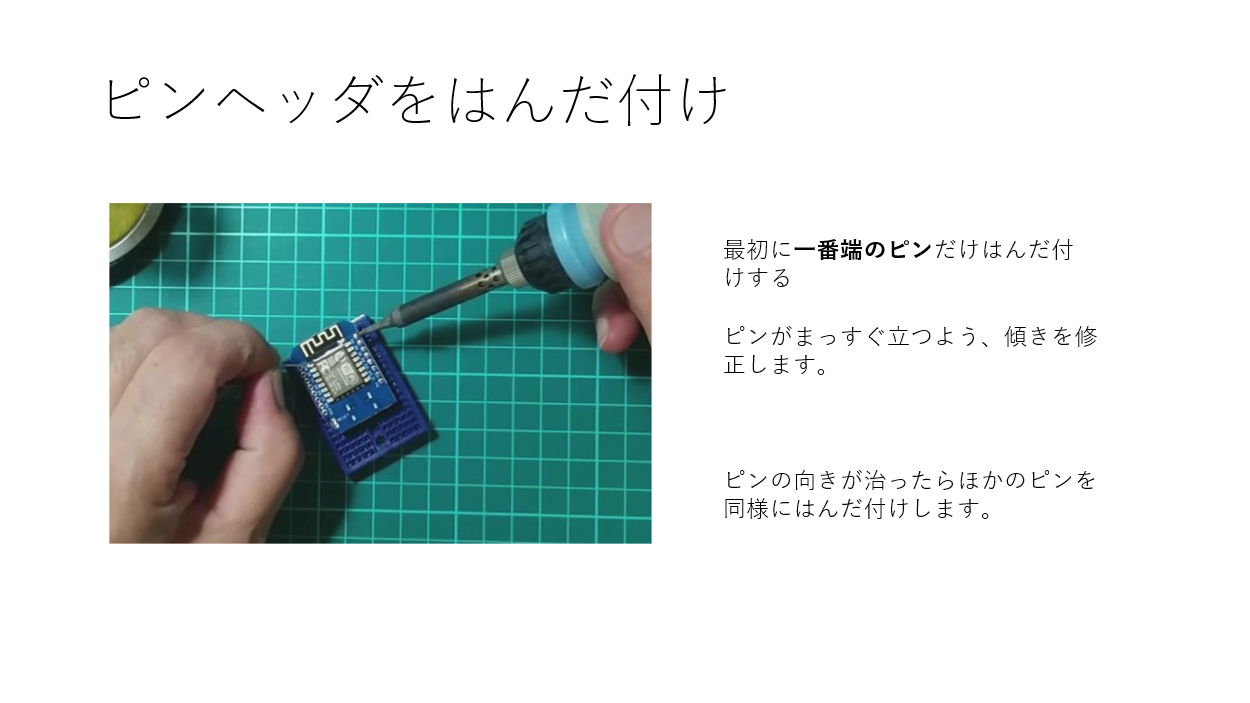 ピンヘッダをはんだ付け
最初に一番端のピンだけはんだ付
けする
ピンがまっすぐ立つよう、傾きを修
正します。
ピンの向きが治ったらほかのピンを
同様にはんだ付けします。